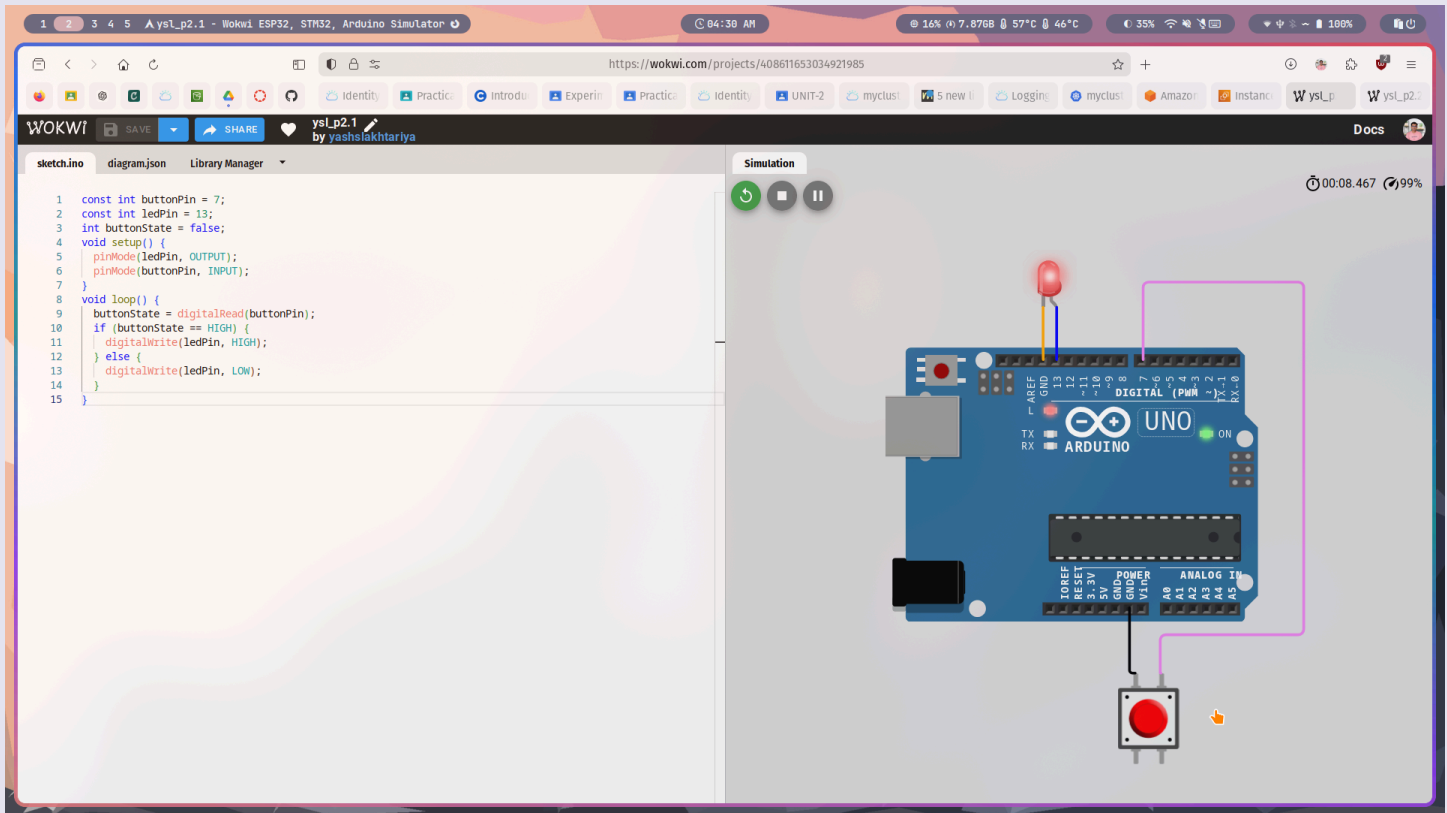 1 2 3 4 5 ysl_p2.1 - Wokwi ESP32, STM32, Arduino Simulator
04:30 AM
16% 7.87GB 57°C 46°C
35%
100%
https://wokwi.com/projects/408611653034921985
Identity
Practica
Introdu
Experin
Practica
Identity
UNIT-2
myclust
5 new li
Logging
myclust
Amazon
Instanc
ysl_p
ysl_p2.2
WOKWI
SAVE
SHARE
ysl_p2.1
by yashslakhtariya
Docs
sketch.ino
diagram.json
Library Manager
1 const int buttonPin = 7;
2 const int ledPin = 13;
3 int buttonState = false;
4 void setup() {
5 pinMode(ledPin, OUTPUT);
6 pinMode(buttonPin, INPUT);
7 }
8 void loop() {
9 buttonState = digitalRead(buttonPin);
10 if (buttonState == HIGH) {
11 digitalWrite(ledPin, HIGH);
12 } else {
13 digitalWrite(ledPin, LOW);
14 }
15 }
Simulation
00:08.467 99%
AREF
GND
13
12
~11
~10
~9
8
7
~6
~5
4
~3
~2
TX→1
RX←0
DIGITAL (PWM ~)
L
TX
RX
UNO
ARDUINO
ON
IOREF
RESET
3.3V
5V
GND
GND
Vin
POWER
ANALOG IN
A0
A1
A2
A3
A4
A5